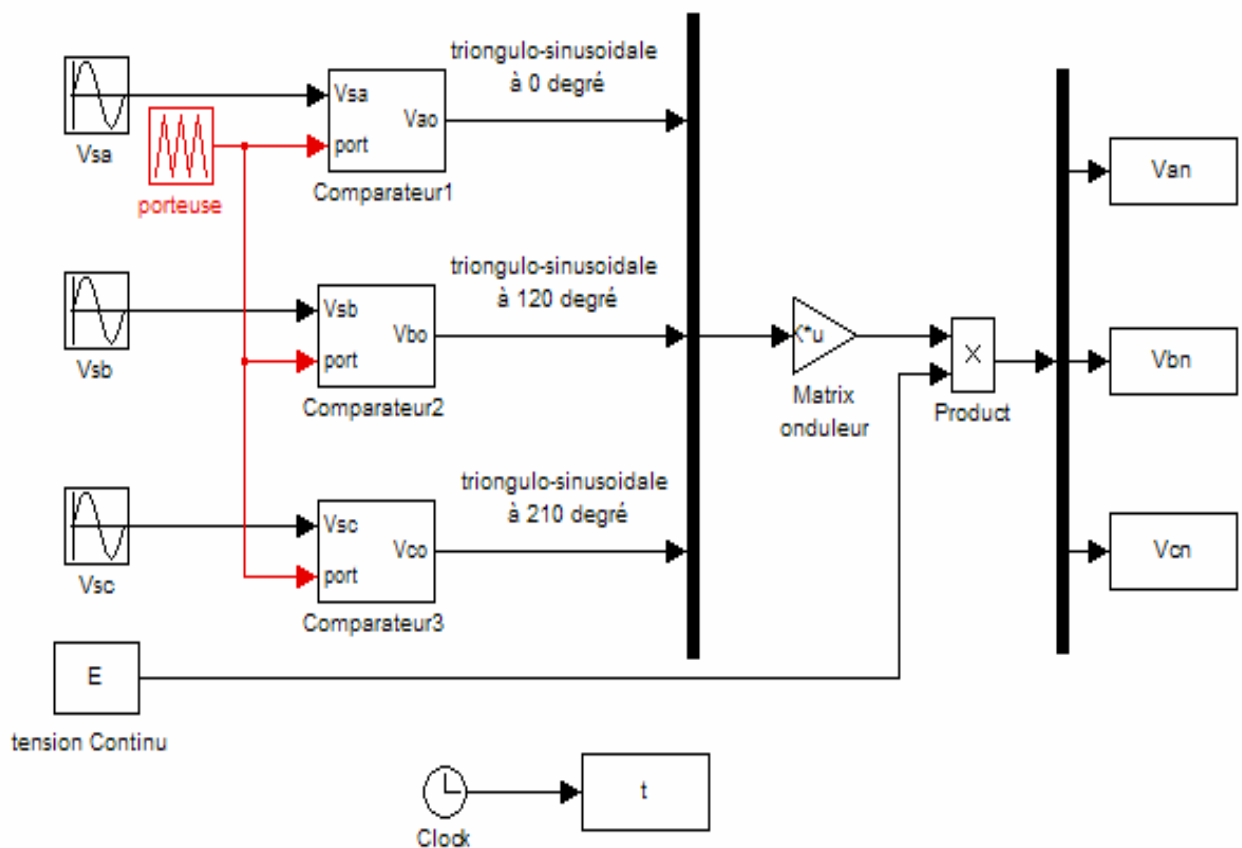 triongulo-sinusoidale
à 0 degré
Vsa
Vao
port
Vsa
Comparateur1
porteuse
triongulo-sinusoidale
à 120 degré
Vsb
Vbo
port
Vsb
Comparateur2
K*u
Matrix
onduleur
X
Product
Van
Vbn
Vcn
triongulo-sinusoidale
à 210 degré
Vsc
Vco
port
Vsc
Comparateur3
E
tension Continu
t
Clock